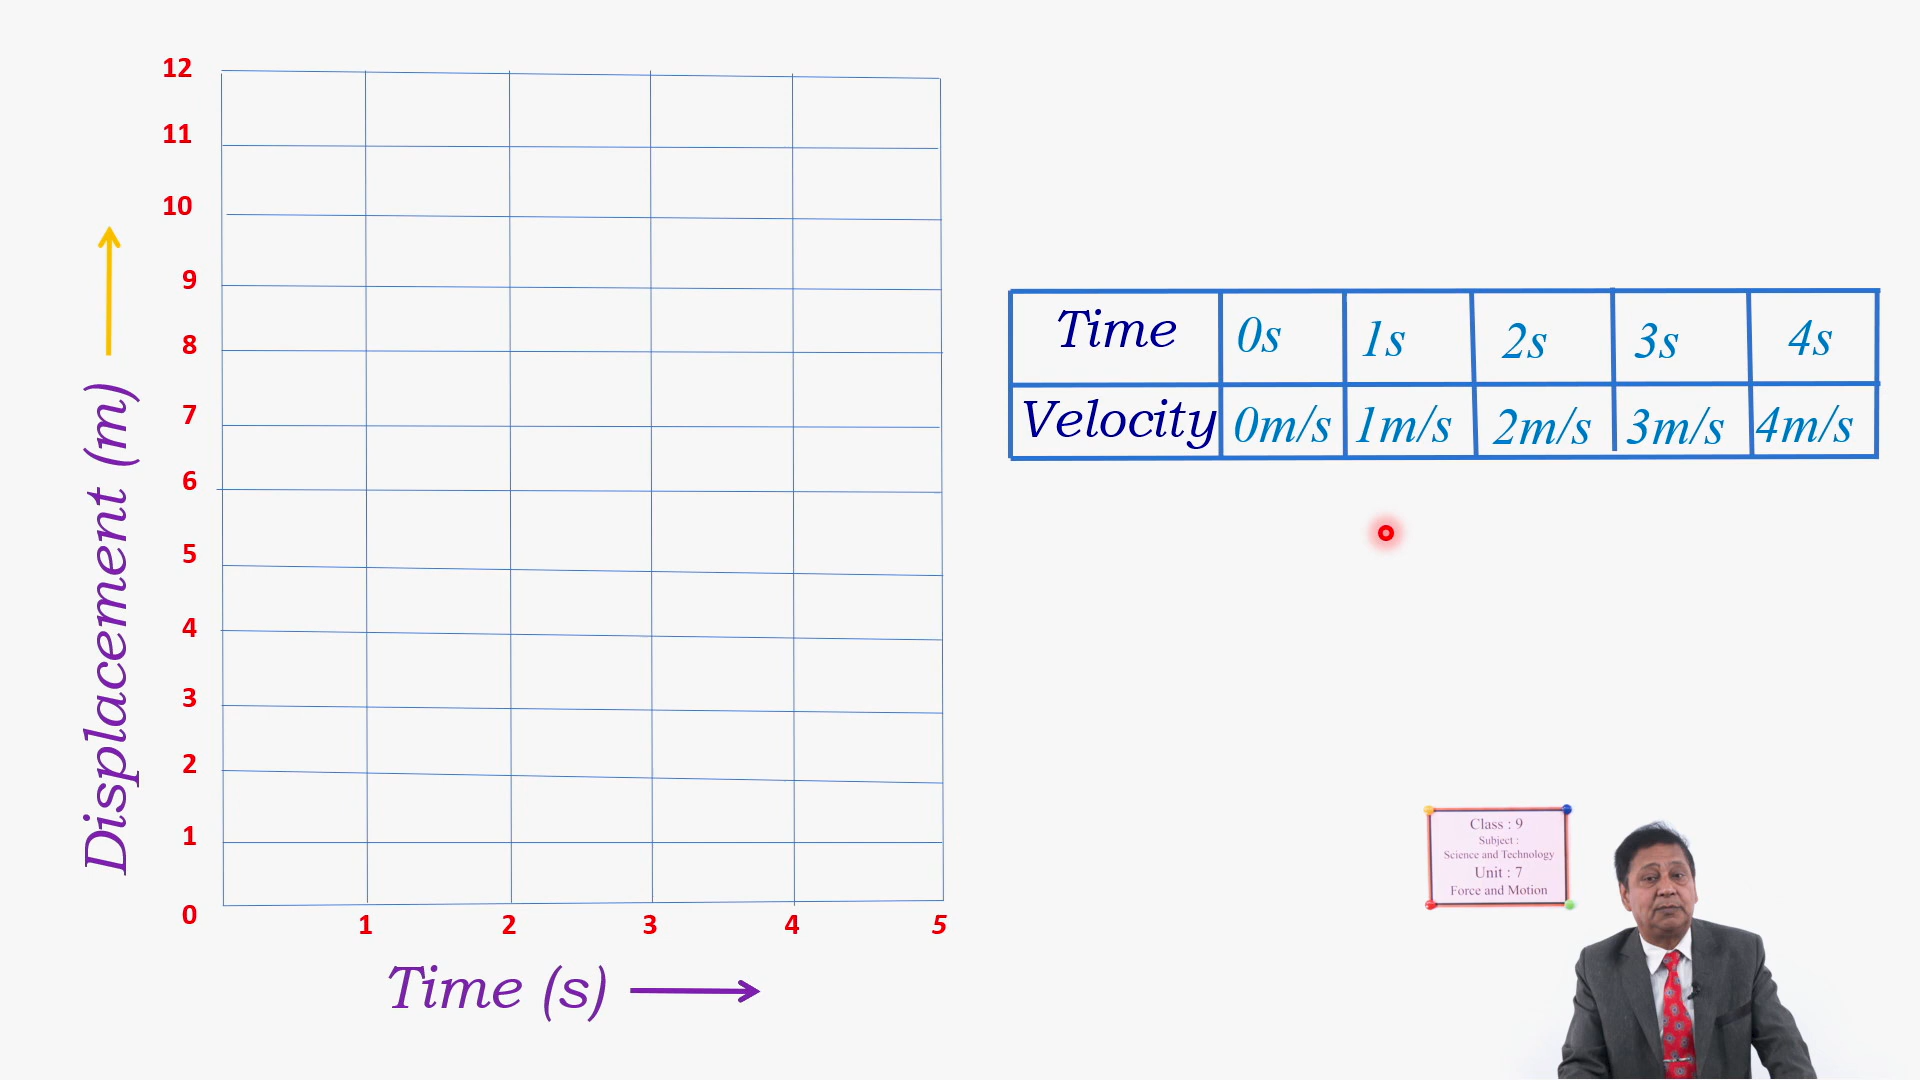 12
11
10
9
8
7
6
5
4
3
2
1
0
1 2 3 4 5
Displacement (m)
Time (s)
Time 0s 1s 2s 3s 4s
Velocity 0m/s 1m/s 2m/s 3m/s 4m/s
Class : 9
Subject :
Science and Technology
Unit : 7
Force and Motion